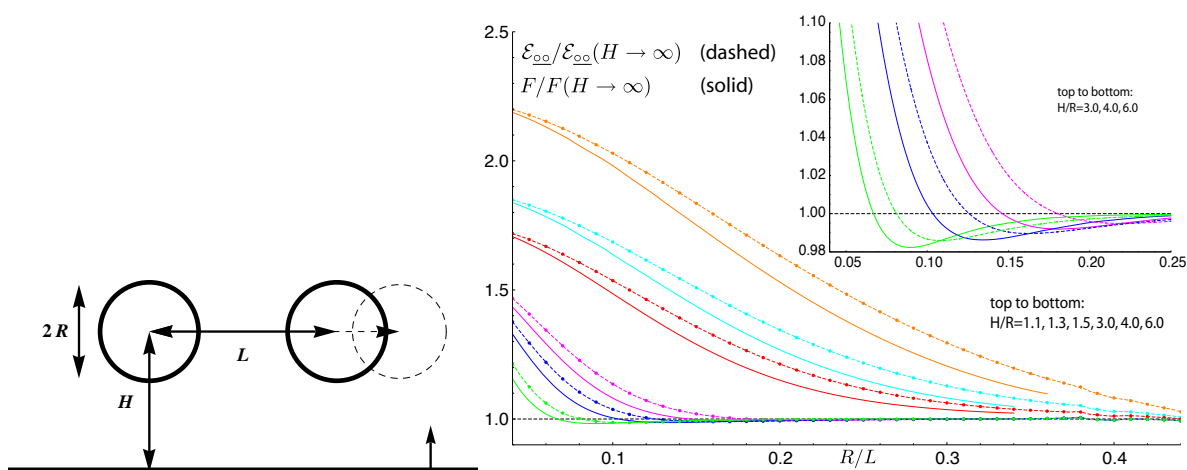 2 R
L
H
2.5
2.0
1.5
1.0
ℰ_oo/ℰ_oo(H → ∞) (dashed)
F/F(H → ∞) (solid)
1.10
1.08
1.06
1.04
1.02
1.00
0.98
0.05 0.10 0.15 0.20 0.25
top to bottom:
H/R=3.0, 4.0, 6.0
top to bottom:
H/R=1.1, 1.3, 1.5, 3.0, 4.0, 6.0
0.1 0.2 R/L 0.3 0.4